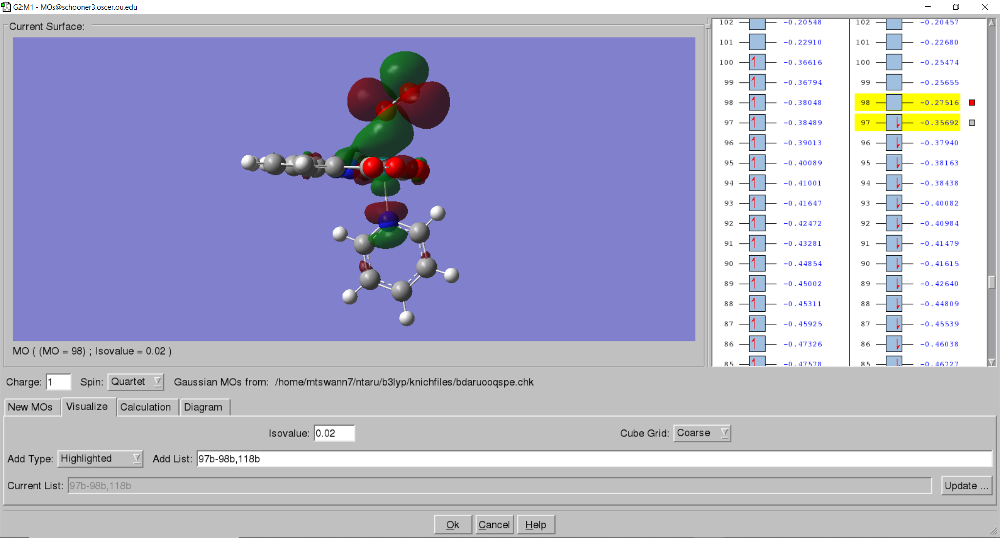 G2:M1 - MOs@schooner3.oscer.ou.edu
Current Surface:
102 -0.20548 102 -0.20457
101 -0.22910 101 -0.22680
100 -0.36616 100 -0.25474
99 -0.36794 99 -0.25655
98 -0.38048 98 -0.27516
97 -0.38489 97 -0.35692
96 -0.39013 96 -0.37940
95 -0.40089 95 -0.38163
94 -0.41001 94 -0.38438
93 -0.41647 93 -0.40082
92 -0.42472 92 -0.40984
91 -0.43281 91 -0.41479
90 -0.44854 90 -0.41615
89 -0.45002 89 -0.42640
88 -0.45311 88 -0.44809
87 -0.45925 87 -0.45539
86 -0.47326 86 -0.46038
85 -0.47578 85 -0.46727
MO ( (MO = 98) ; Isovalue = 0.02 )
Charge: 1 Spin: Quartet Gaussian MOs from: /home/mtswann7/ntaru/b3lyp/knichfiles/bdaruooqspe.chk
New MOs Visualize Calculation Diagram
Isovalue: 0.02 Cube Grid: Coarse
Add Type: Highlighted Add List: 97b-98b,118b
Current List: 97b-98b,118b Update ...
Ok Cancel Help